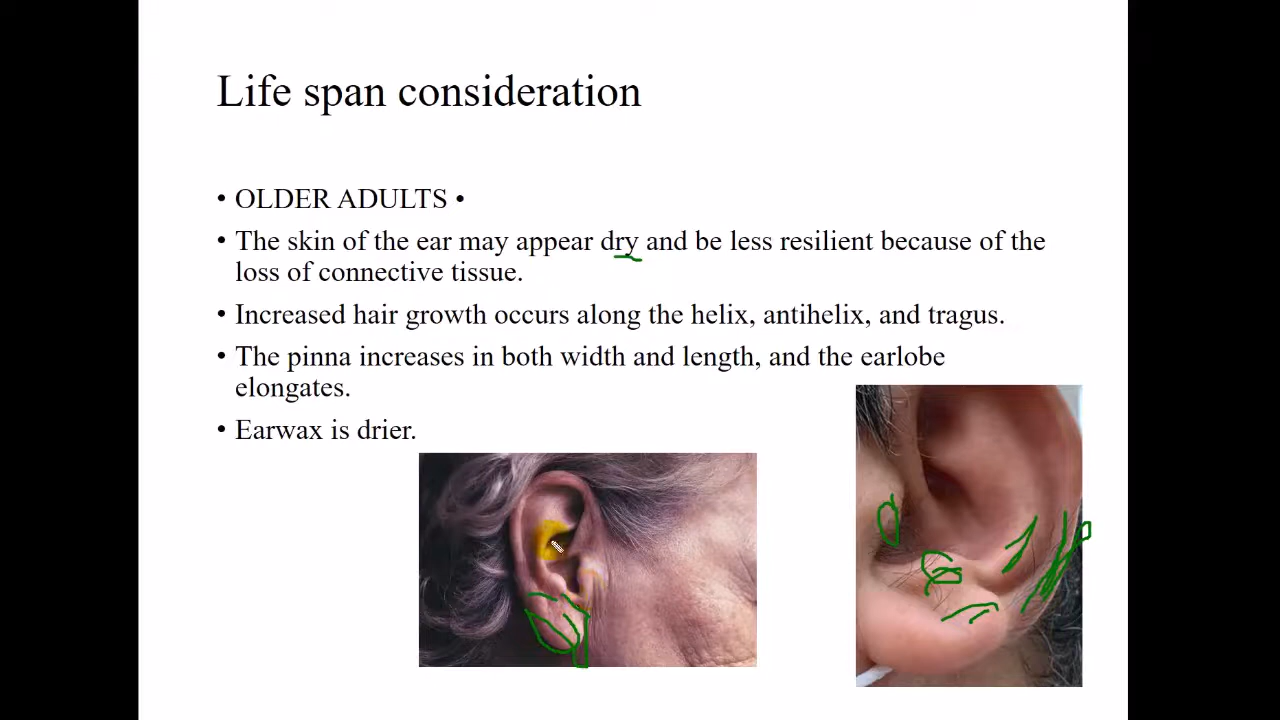 Life span consideration
• OLDER ADULTS •
• The skin of the ear may appear dry and be less resilient because of the
loss of connective tissue.
• Increased hair growth occurs along the helix, antihelix, and tragus.
• The pinna increases in both width and length, and the earlobe
elongates.
• Earwax is drier.